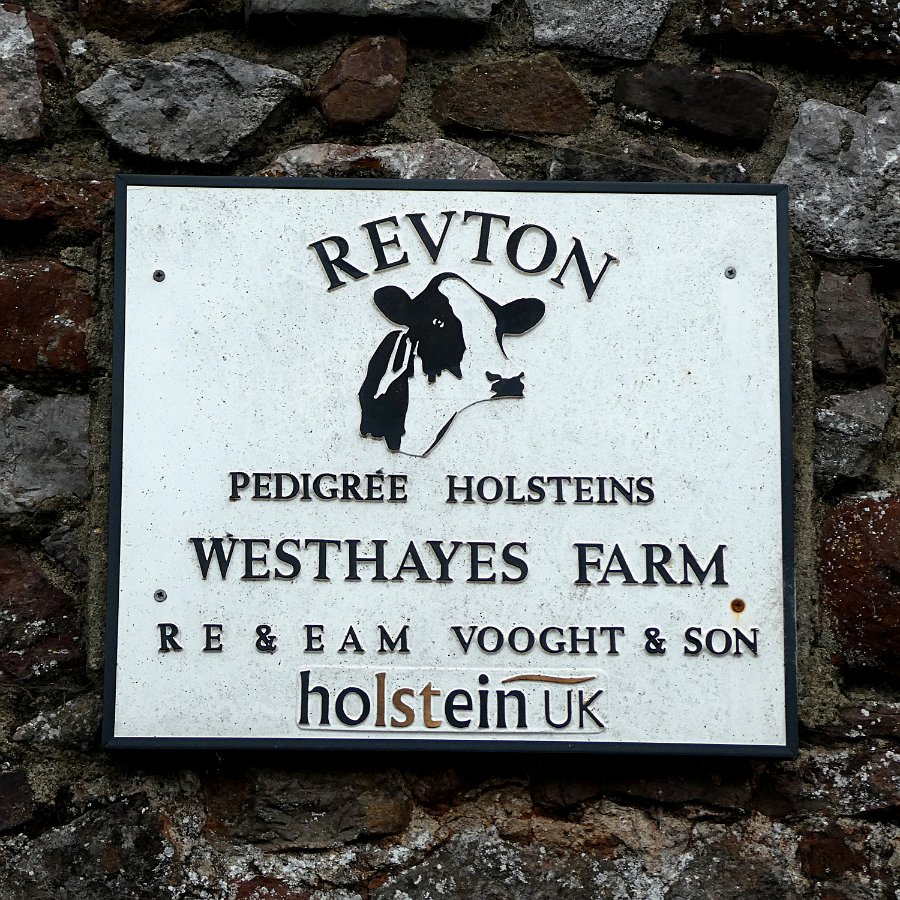 REVTON
PEDIGRÉE HOLSTEINS
WESTHAYES FARM
R E & E A M VOOGHT & SON
holstein UK